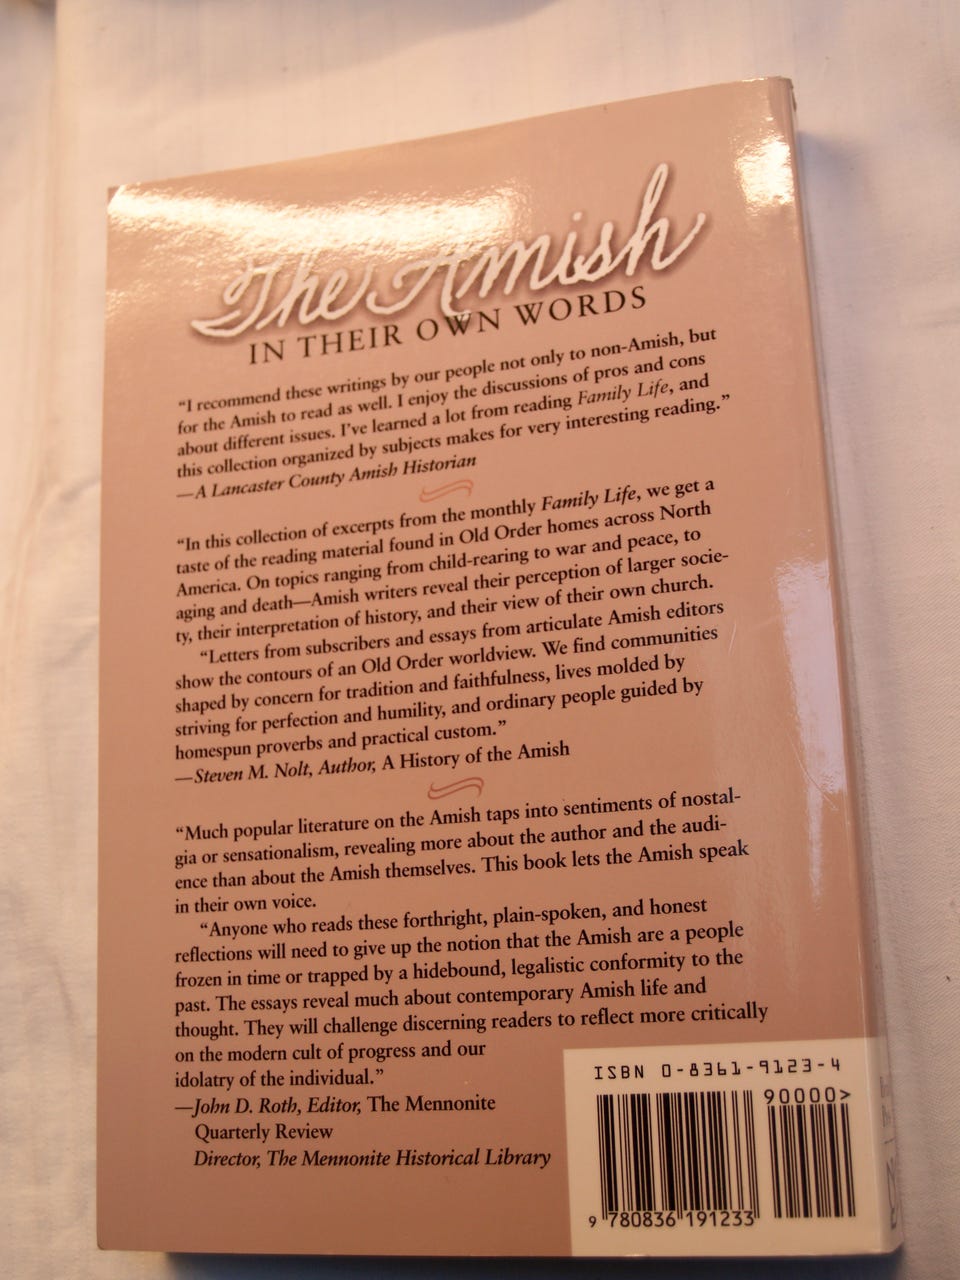 The Amish
IN THEIR OWN WORDS
“I recommend these writings by our people not only to non-Amish, but
for the Amish to read as well. I enjoy the discussions of pros and cons
about different issues. I’ve learned a lot from reading Family Life, and
this collection organized by subjects makes for very interesting reading.”
—A Lancaster County Amish Historian
“In this collection of excerpts from the monthly Family Life, we get a
taste of the reading material found in Old Order homes across North
America. On topics ranging from child-rearing to war and peace, to
aging and death—Amish writers reveal their perception of larger socie-
ty, their interpretation of history, and their view of their own church.
“Letters from subscribers and essays from articulate Amish editors
show the contours of an Old Order worldview. We find communities
shaped by concern for tradition and faithfulness, lives molded by
striving for perfection and humility, and ordinary people guided by
homespun proverbs and practical custom.”
—Steven M. Nolt, Author, A History of the Amish
“Much popular literature on the Amish taps into sentiments of nostal-
gia or sensationalism, revealing more about the author and the audi-
ence than about the Amish themselves. This book lets the Amish speak
in their own voice.
“Anyone who reads these forthright, plain-spoken, and honest
reflections will need to give up the notion that the Amish are a people
frozen in time or trapped by a hidebound, legalistic conformity to the
past. The essays reveal much about contemporary Amish life and
thought. They will challenge discerning readers to reflect more critically
on the modern cult of progress and our
idolatry of the individual.”
—John D. Roth, Editor, The Mennonite
Quarterly Review
Director, The Mennonite Historical Library
ISBN 0-8361-9123-4
90000>
9 780836 191233